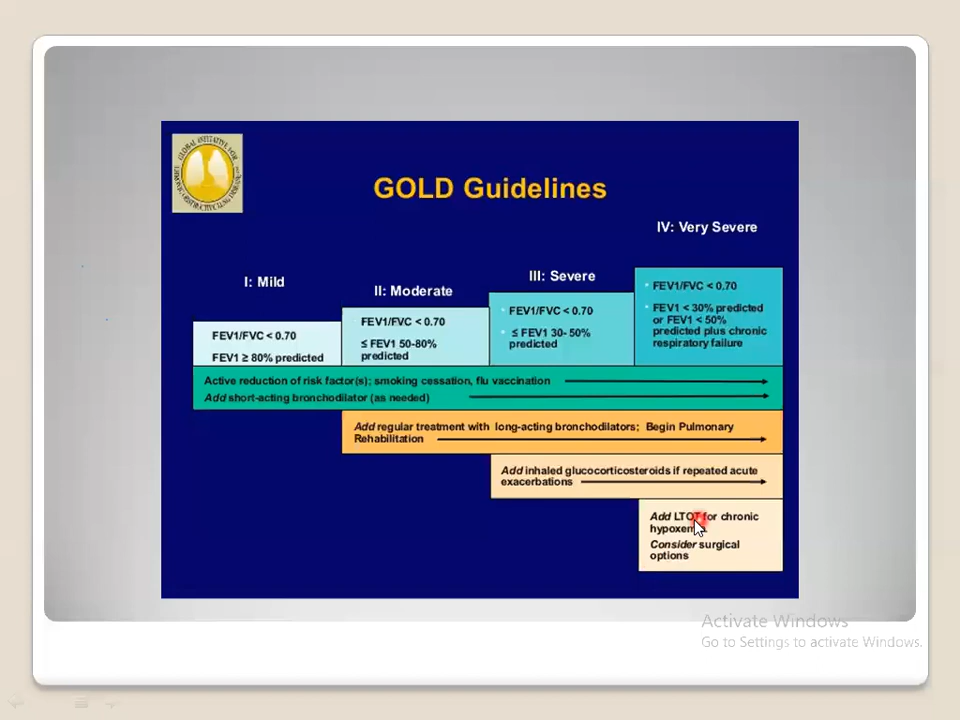 GOLD Guidelines
IV: Very Severe
I: Mild
II: Moderate
III: Severe
FEV1/FVC < 0.70
FEV1 ≥ 80% predicted
FEV1/FVC < 0.70
≤ FEV1 50-80%
predicted
FEV1/FVC < 0.70
≤ FEV1 30- 50%
predicted
FEV1/FVC < 0.70
FEV1 < 30% predicted
or FEV1 < 50%
predicted plus chronic
respiratory failure
Active reduction of risk factor(s); smoking cessation, flu vaccination
Add short-acting bronchodilator (as needed)
Add regular treatment with long-acting bronchodilators; Begin Pulmonary
Rehabilitation
Add inhaled glucocorticosteroids if repeated acute
exacerbations
Add LTOT for chronic
Consider surgical
options
Activate Windows
Go to Settings to activate Windows.